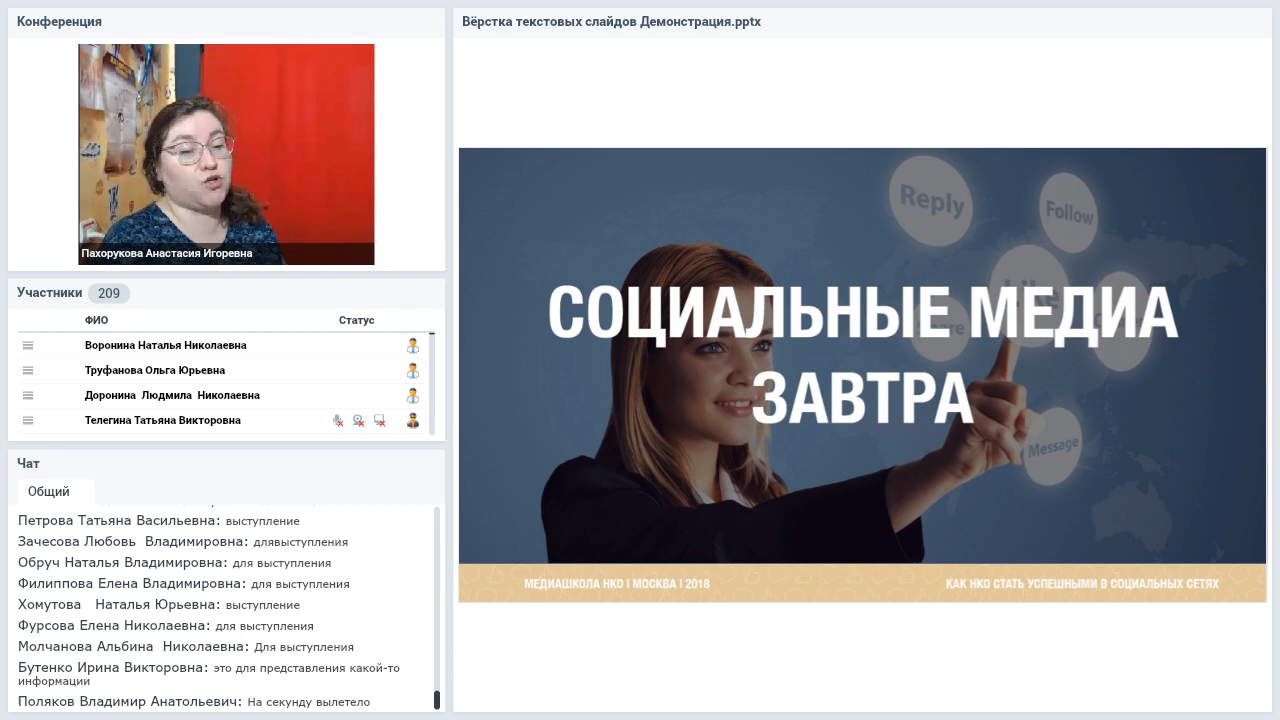 Конференция
Пахорукова Анастасия Игоревна
Участники 209
ФИО Статус
Воронина Наталья Николаевна
Труфанова Ольга Юрьевна
Доронина Людмила Николаевна
Телегина Татьяна Викторовна
Чат
Общий
Петрова Татьяна Васильевна: выступление
Зачесова Любовь Владимировна: длявыступления
Обруч Наталья Владимировна: для выступления
Филиппова Елена Владимировна: для выступления
Хомутова Наталья Юрьевна: выступление
Фурсова Елена Николаевна: для выступления
Молчанова Альбина Николаевна: Для выступления
Бутенко Ирина Викторовна: это для представления какой-то
информации
Поляков Владимир Анатольевич: На секунду вылетело
Вёрстка текстовых слайдов Демонстрация.pptx
Reply
Follow
Like
Share
СОЦИАЛЬНЫЕ МЕДИА
ЗАВТРА
Message
МЕДИАШКОЛА НКО I МОСКВА I 2018
КАК НКО СТАТЬ УСПЕШНЫМИ В СОЦИАЛЬНЫХ СЕТЯХ